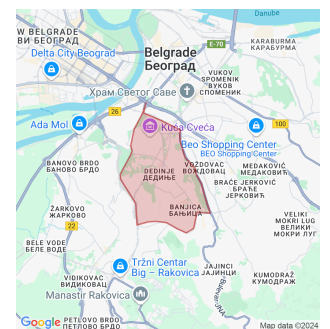 Danube
W BELGRADE
ВИ БЕОГРАД
Belgrade
Београд
E-70
KARABURMA
КАРАБУРМА
Delta City Beograd
VUKOV
SPOMENIK
ВУКОВ
СПОМЕНИК
Храм Светог Саве
26
Ada Mol
Kuća Cveća
100
Beo Shopping Center
BEO Shopping Center
BANOVO BRDO
БАНОВО БРДО
DEDINJE
ДЕДИЊЕ
VOŽDOVAC
ВОЖДОВАЦ
MEDAKOVIĆ
МЕДАКОВИЋ
BRAĆE JERKOVIĆ
БРАЋЕ
ЈЕРКОВИЋ
ŽARKOVO
ЖАРКОВО
22
BANJICA
БАЊИЦА
VELIKI
MOKRI LUG
ВЕЛИКИ
МОКРИ ЛУГ
BELE VODE
БЕЛЕ ВОДЕ
Tržni Centar
Big – Rakovica
JAJINCI
ЈАЈИНЦИ
VIDIKOVAC
ВИДИКОВАЦ
KUMODRAŽ
КУМОДРАЖ
Manastir Rakovica
PETLOVO BRDO
ПЕТЛОВО БРДО
Google
Map data ©2024